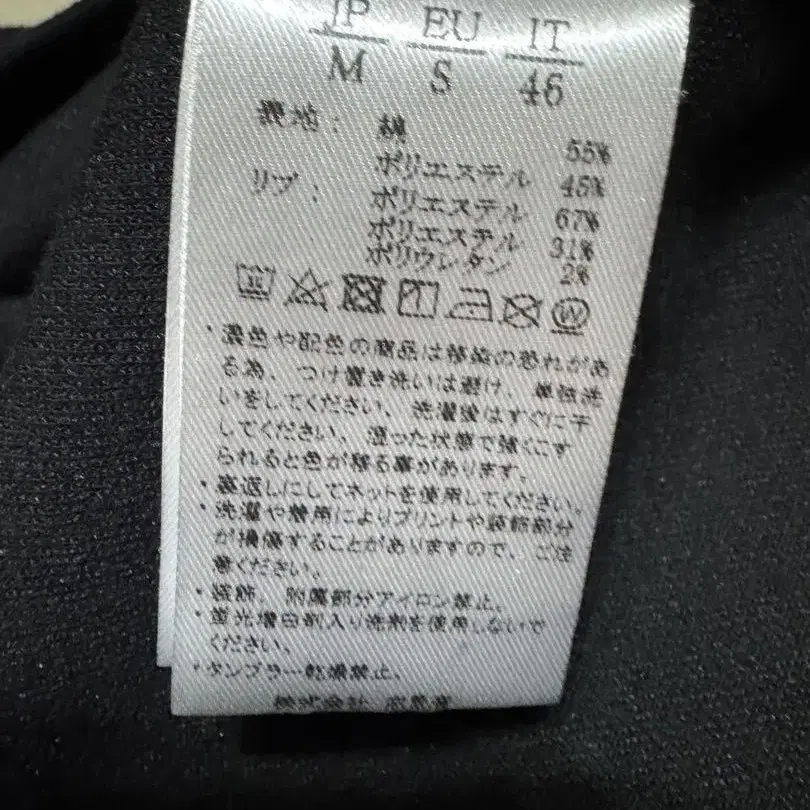 JP EU IT
M S 46
表地: 綿 55%
ポリエステル 45%
リブ: ポリエステル 67%
ポリエステル 31%
ポリウレタン 2%
W
・濃色や配色の商品は移染の恐れがあ
る為、つけ置き洗いは避け、単独洗
いをしてください、洗濯後はすぐに干
してください。湿った状態で強くこす
られると色が移る事があります。
・裏返しにしてネットを使用してください。
・洗濯や着用によりプリントや装飾部分
が損傷することがありますので、ご注
意ください。
・装飾、附属部分アイロン禁止。
・蛍光増白剤入り洗剤を使用しないで
ください。
・タンブラー乾燥禁止。
株式会社